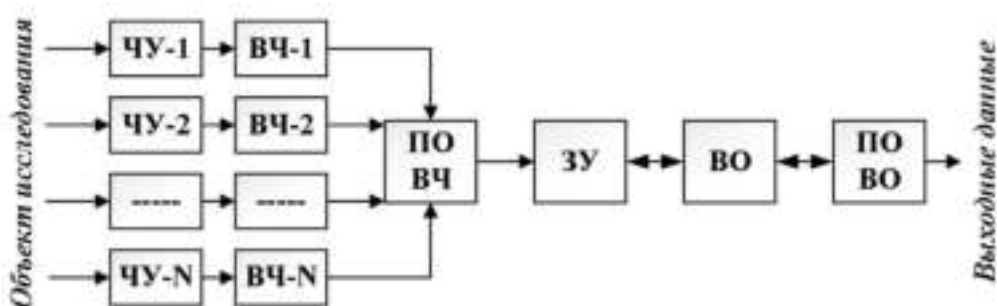 Объект исследования
ЧУ-1
ВЧ-1
ЧУ-2
ВЧ-2
-----
-----
ЧУ-N
ВЧ-N
ПО
ВЧ
ЗУ
ВО
ПО
ВО
Выходные данные